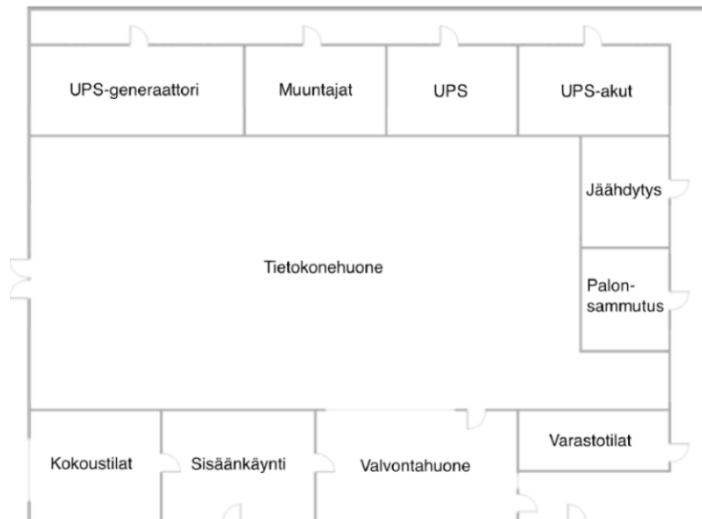 UPS-generaattori
Muuntajat
UPS
UPS-akut
Jäähdytys
Tietokonehuone
Palon-
sammutus
Kokoustilat
Sisäänkäynti
Valvontahuone
Varastotilat